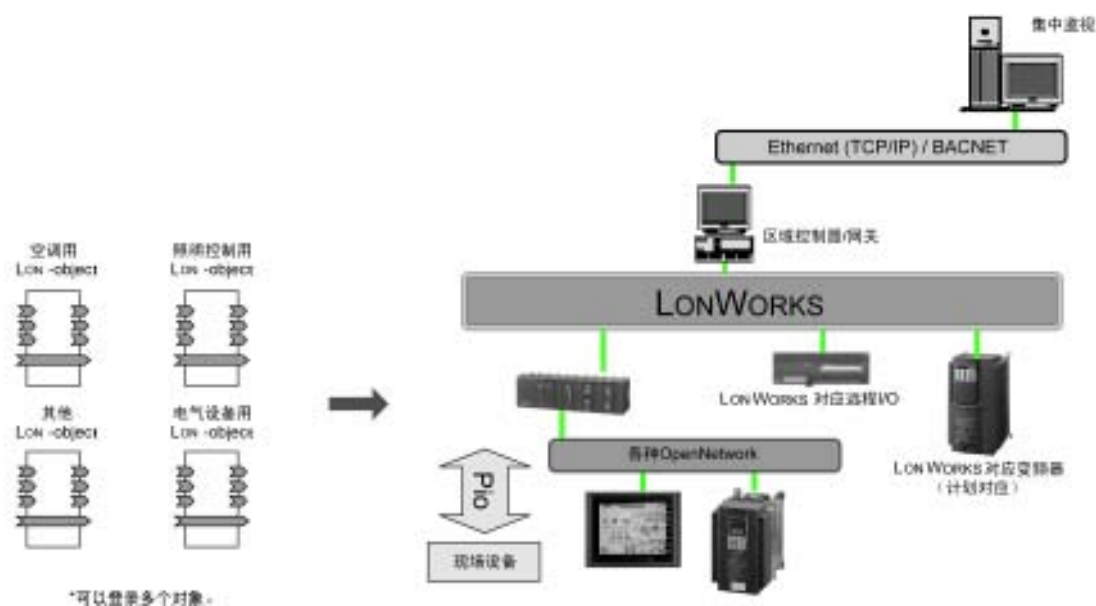 集中监视
Ethernet (TCP/IP) / BACNET
区域控制器/网关
LONWORKS
空调用
LON -object
照明控制用
LON -object
其他
LON -object
电气设备用
LON -object
*可以登录多个对象。
LONWORKS 对应远程I/O
LONWORKS 对应变频器
（计划对应）
各种OpenNetwork
Pio
现场设备